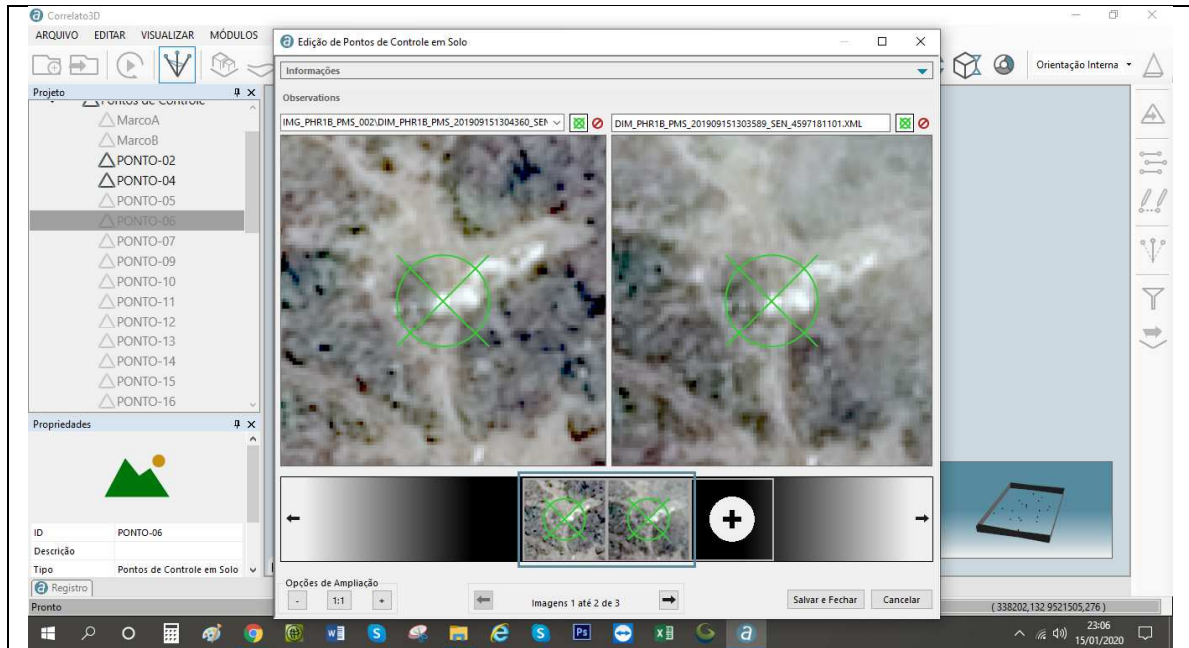 Correlato3D
ARQUIVO EDITAR VISUALIZAR MÓDULOS
Edição de Pontos de Controle em Solo
Orientação Interna
Projeto
Informações
Observations
IMG_PHR1B_PMS_002\DIM_PHR1B_PMS_201909151304360_SEN
DIM_PHR1B_PMS_201909151303589_SEN_4597181101.XML
Pontos de Controle
MarcoA
MarcoB
PONTO-02
PONTO-04
PONTO-05
PONTO-06
PONTO-07
PONTO-09
PONTO-10
PONTO-11
PONTO-12
PONTO-13
PONTO-14
PONTO-15
PONTO-16
Propriedades
ID PONTO-06
Descrição
Tipo Pontos de Controle em Solo
Registro
Pronto
Opções de Ampliação
- 1:1 +
Imagens 1 até 2 de 3
Salvar e Fechar Cancelar
( 338202,132 9521505,276 )
23:06
15/01/2020